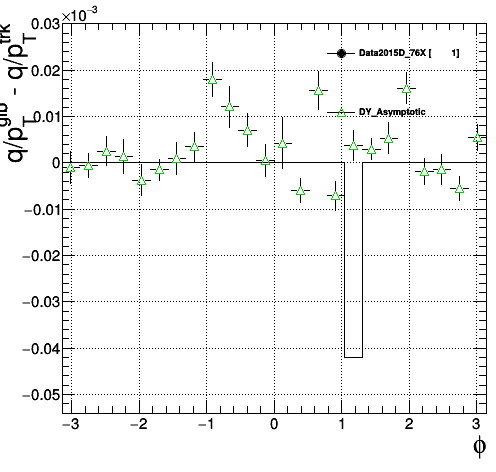 ×10⁻³
q/p_T^glb - q/p_T^trk
0.03
0.02
0.01
0
−0.01
−0.02
−0.03
−0.04
−0.05
Data2015D_76X [ 1]
DY_Asymptotic
−3 −2 −1 0 1 2 3
ϕ